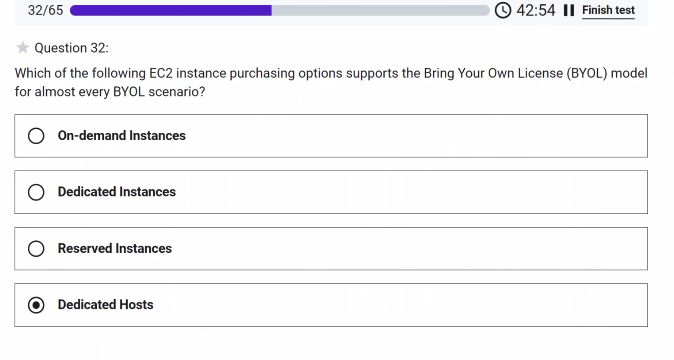 32/65 42:54 Finish test
Question 32:
Which of the following EC2 instance purchasing options supports the Bring Your Own License (BYOL) model
for almost every BYOL scenario?
On-demand Instances
Dedicated Instances
Reserved Instances
Dedicated Hosts